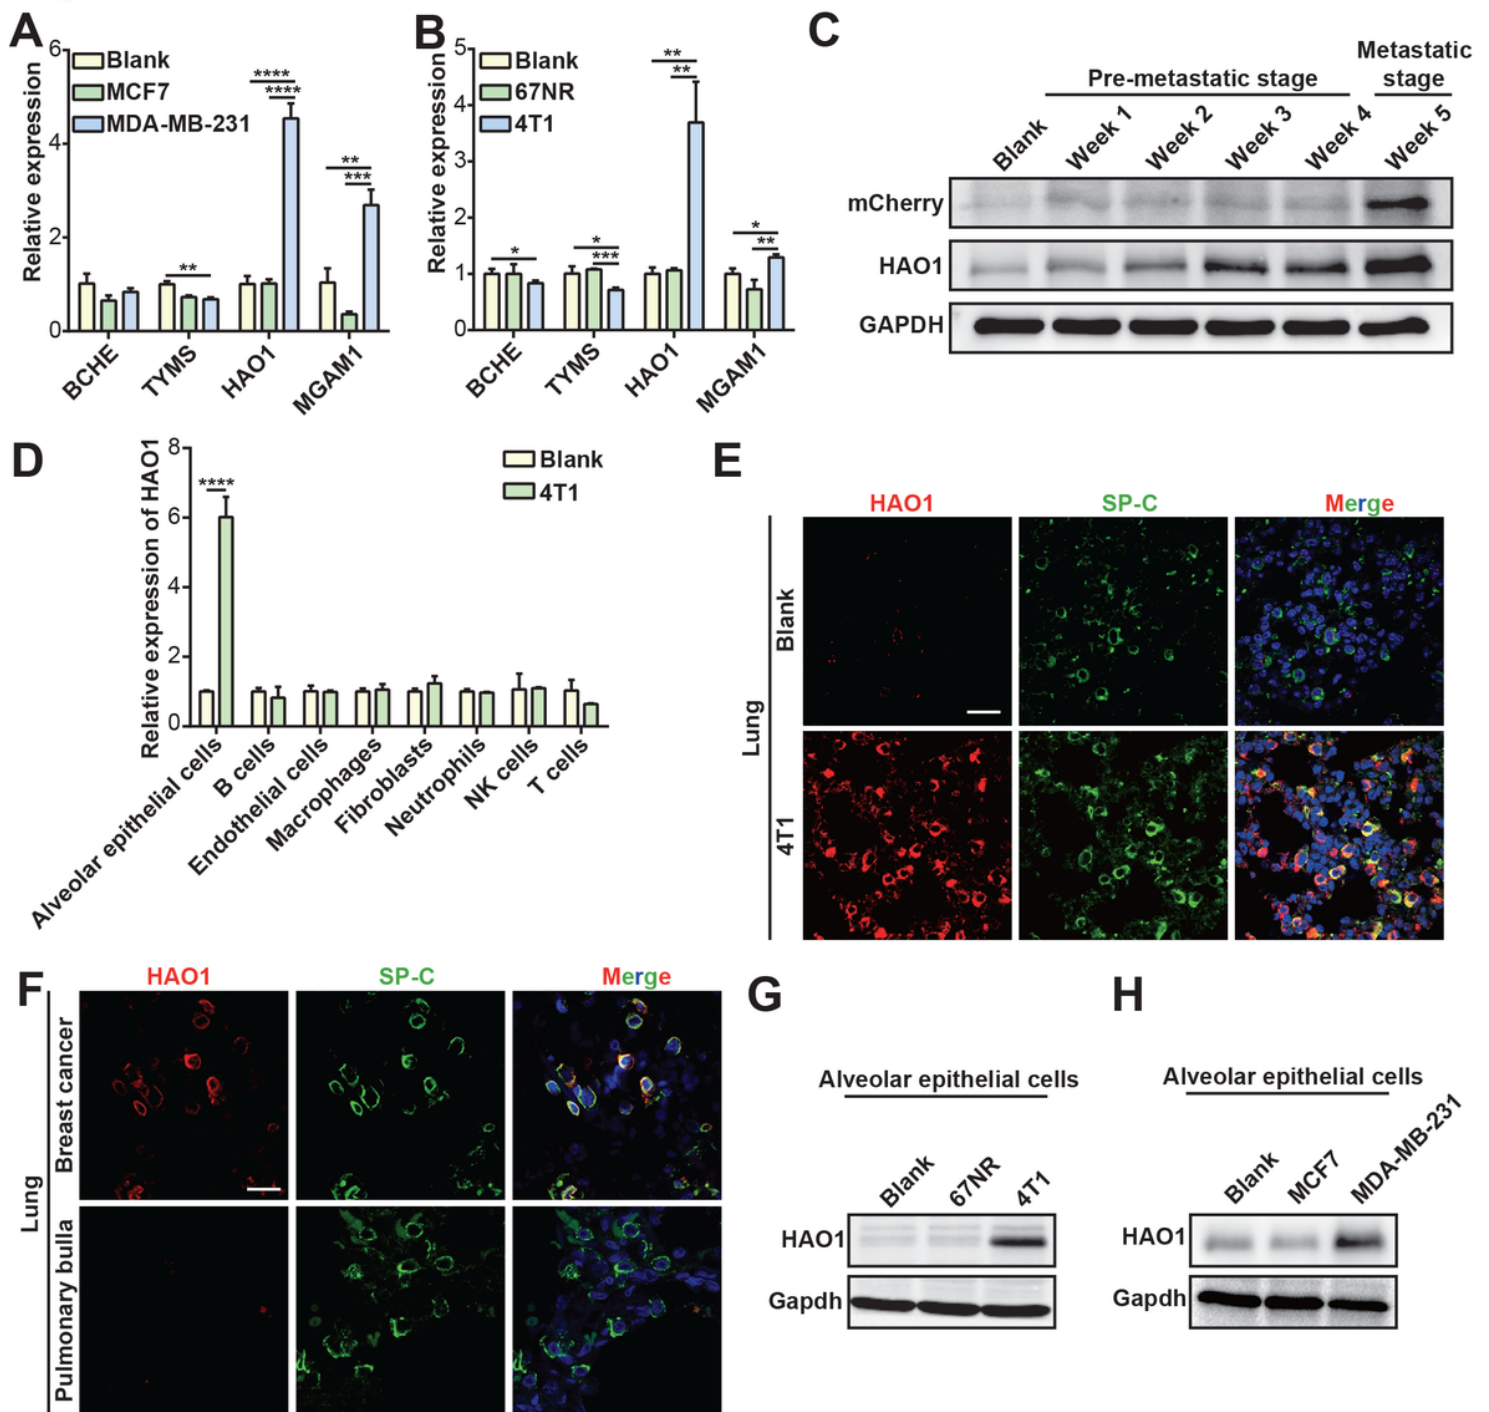 A
6
4
2
0
Relative expression
Blank
MCF7
MDA-MB-231
****
****
**
***
**
BCHE
TYMS
HAO1
MGAM1
B
5
4
3
2
1
0
Relative expression
Blank
67NR
4T1
**
**
*
*
***
*
**
BCHE
TYMS
HAO1
MGAM1
C
Pre-metastatic stage
Metastatic
stage
Blank
Week 1
Week 2
Week 3
Week 4
Week 5
mCherry
HAO1
GAPDH
D
8
6
4
2
0
Relative expression of HAO1
Blank
4T1
****
Alveolar epithelial cells
B cells
Endothelial cells
Macrophages
Fibroblasts
Neutrophils
NK cells
T cells
E
HAO1
SP-C
Merge
Lung
Blank
4T1
F
HAO1
SP-C
Merge
Lung
Breast cancer
Pulmonary bulla
G
Alveolar epithelial cells
Blank
67NR
4T1
HAO1
Gapdh
H
Alveolar epithelial cells
Blank
MCF7
MDA-MB-231
HAO1
Gapdh